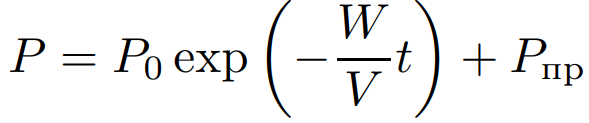 P = P₀ exp(−W/V t) + Pпр